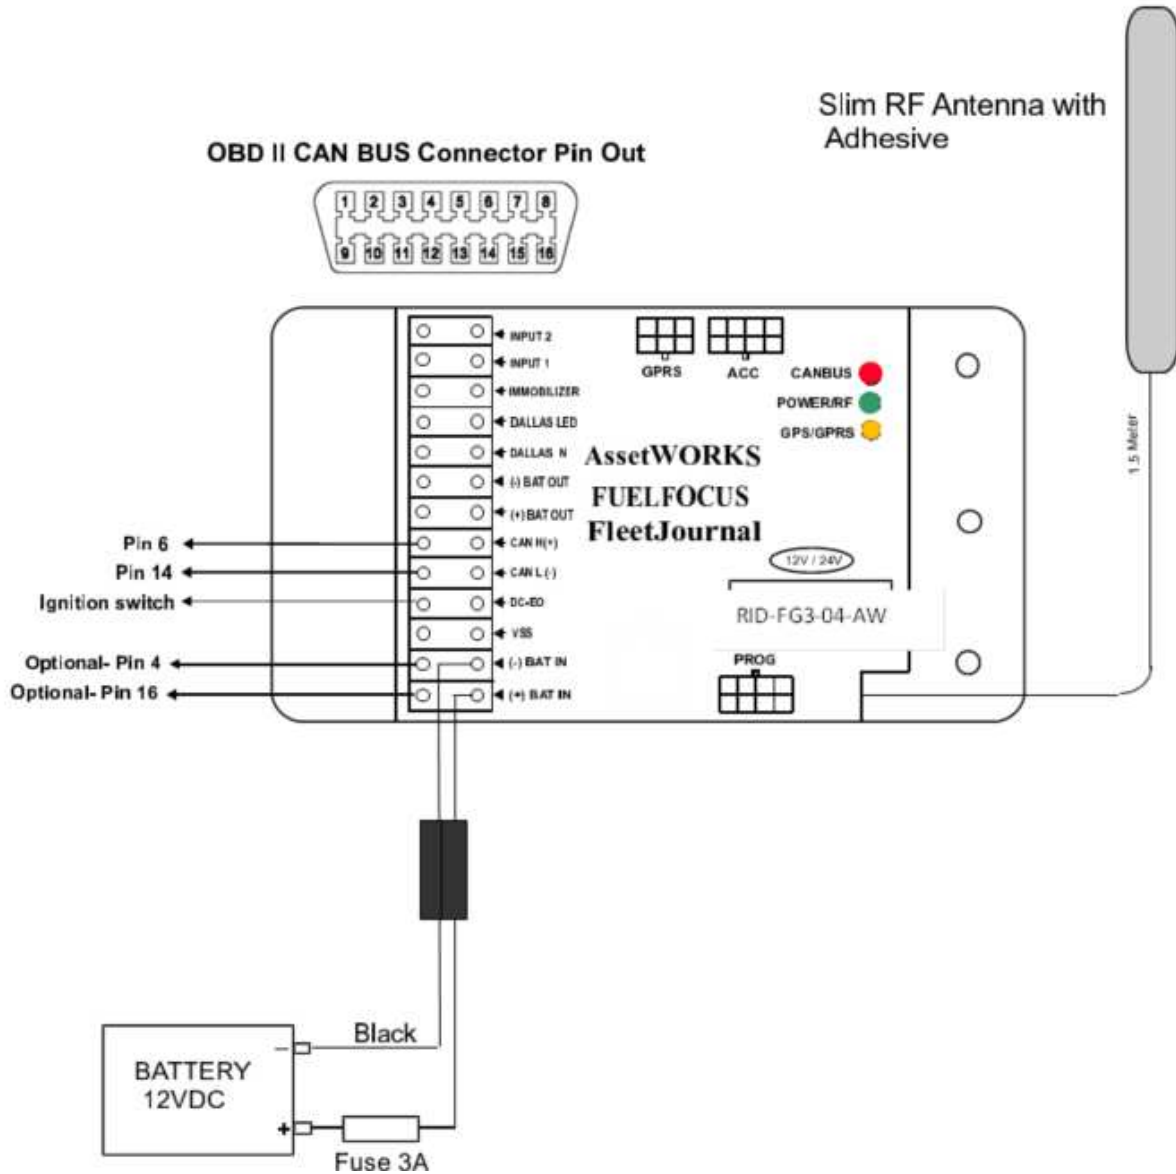 Slim RF Antenna with
Adhesive
OBD II CAN BUS Connector Pin Out
1 2 3 4 5 6 7 8
9 10 11 12 13 14 15 16
INPUT 2
INPUT 1
IMMOBILIZER
DALLAS LED
DALLAS N
(-) BAT OUT
(+) BAT OUT
CAN H(+)
CAN L (-)
DC-EO
VSS
(-) BAT IN
(+) BAT IN
GPRS
ACC
CANBUS
POWER/RF
GPS/GPRS
AssetWORKS
FUELFOCUS
FleetJournal
12V / 24V
RID-FG3-04-AW
PROG
1.5 Meter
Pin 6
Pin 14
Ignition switch
Optional- Pin 4
Optional- Pin 16
BATTERY
12VDC
−
+
Black
Fuse 3A